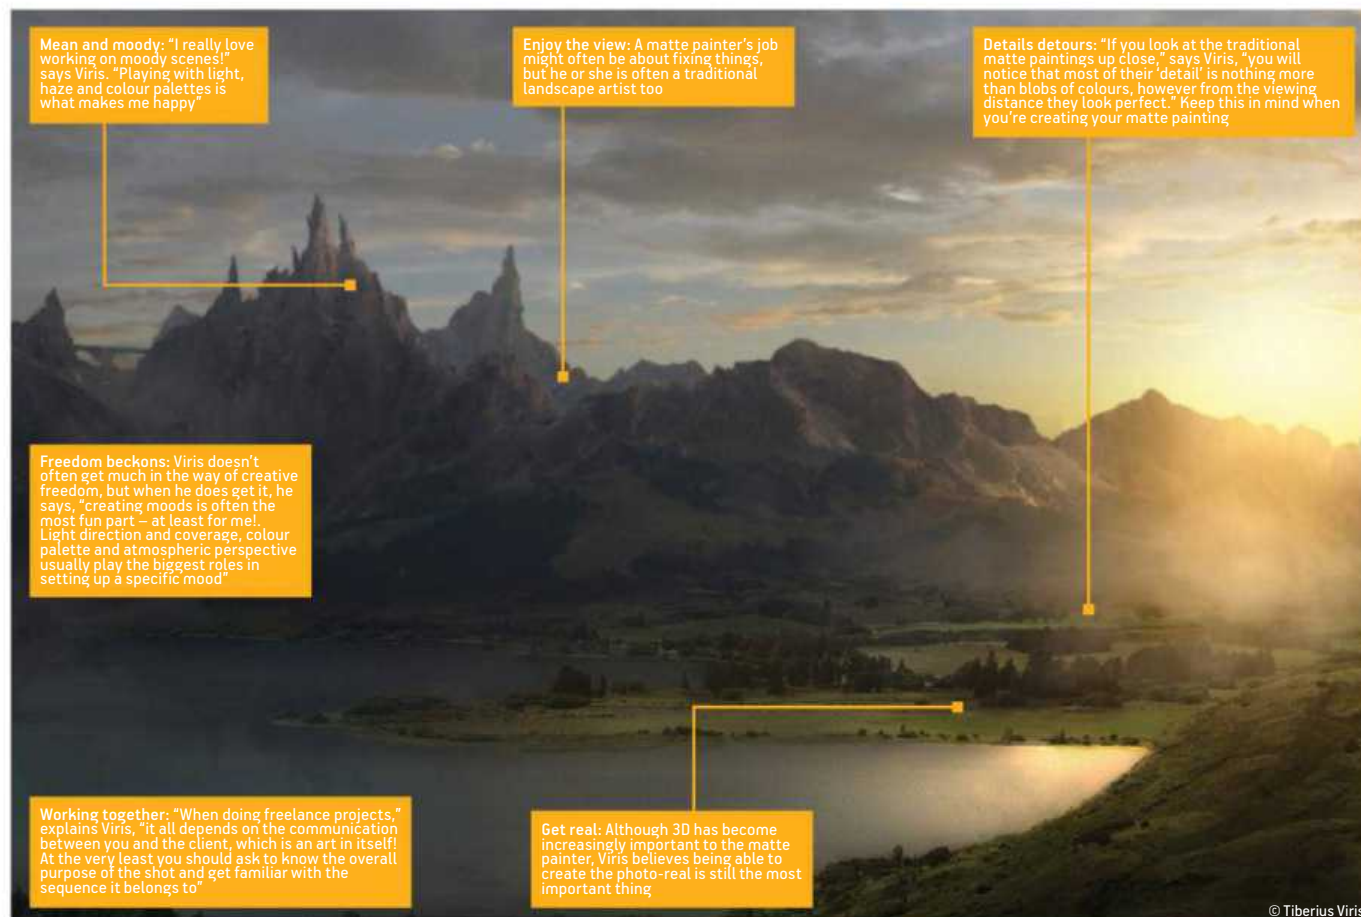 Mean and moody: “I really love
working on moody scenes!”
says Viris. “Playing with light,
haze and colour palettes is
what makes me happy”
Enjoy the view: A matte painter’s job
might often be about fixing things,
but he or she is often a traditional
landscape artist too
Details detours: “If you look at the traditional
matte paintings up close,” says Viris, “you will
notice that most of their ‘detail’ is nothing more
than blobs of colours, however from the viewing
distance they look perfect.” Keep this in mind when
you’re creating your matte painting
Freedom beckons: Viris doesn’t
often get much in the way of creative
freedom, but when he does get it, he
says, “creating moods is often the
most fun part – at least for me!.
Light direction and coverage, colour
palette and atmospheric perspective
usually play the biggest roles in
setting up a specific mood”
Working together: “When doing freelance projects,”
explains Viris, “it all depends on the communication
between you and the client, which is an art in itself!
At the very least you should ask to know the overall
purpose of the shot and get familiar with the
sequence it belongs to”
Get real: Although 3D has become
increasingly important to the matte
painter, Viris believes being able to
create the photo-real is still the most
important thing
© Tiberius Viris